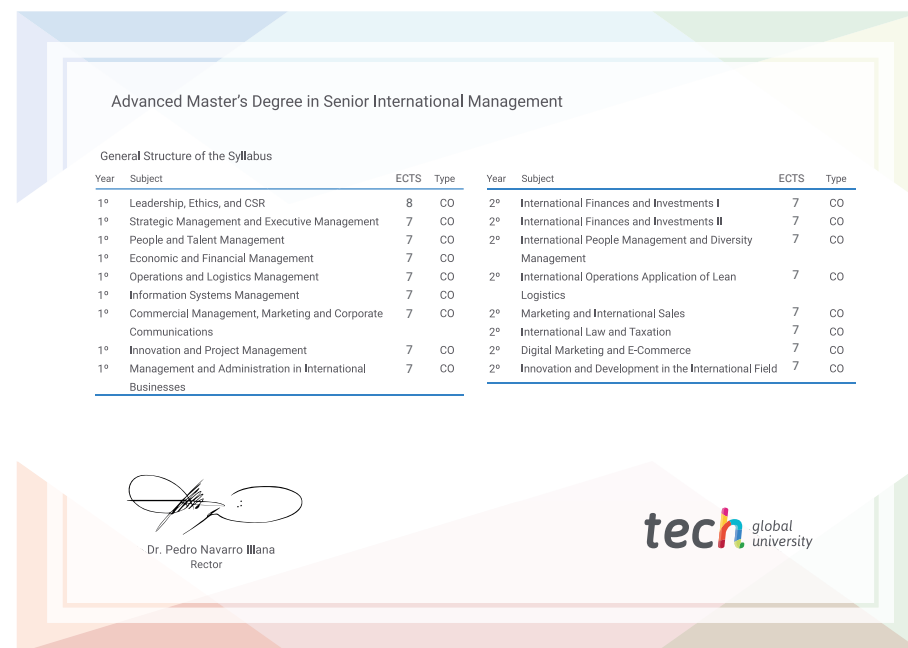 Advanced Master’s Degree in Senior International Management
General Structure of the Syllabus
Year Subject ECTS Type
1º Leadership, Ethics, and CSR 8 CO
1º Strategic Management and Executive Management 7 CO
1º People and Talent Management 7 CO
1º Economic and Financial Management 7 CO
1º Operations and Logistics Management 7 CO
1º Information Systems Management 7 CO
1º Commercial Management, Marketing and Corporate 7 CO
Communications
1º Innovation and Project Management 7 CO
1º Management and Administration in International 7 CO
Businesses
Year Subject ECTS Type
2º International Finances and Investments I 7 CO
2º International Finances and Investments II 7 CO
2º International People Management and Diversity 7 CO
Management
2º International Operations Application of Lean 7 CO
Logistics
2º Marketing and International Sales 7 CO
2º International Law and Taxation 7 CO
2º Digital Marketing and E-Commerce 7 CO
2º Innovation and Development in the International Field 7 CO
Dr. Pedro Navarro Illana
Rector
tech global
university